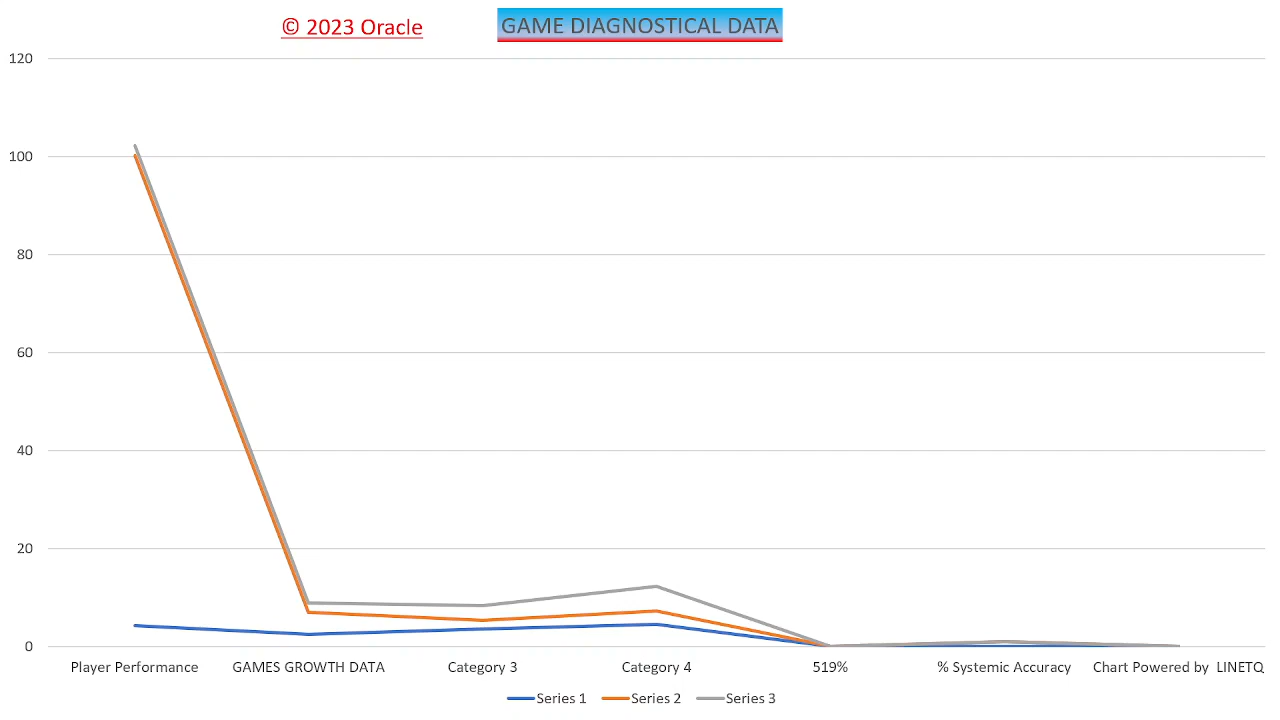 © 2023 Oracle GAME DIAGNOSTICAL DATA
120
100
80
60
40
20
0
Player Performance GAMES GROWTH DATA Category 3 Category 4 519% % Systemic Accuracy Chart Powered by LINETQ
Series 1 Series 2 Series 3